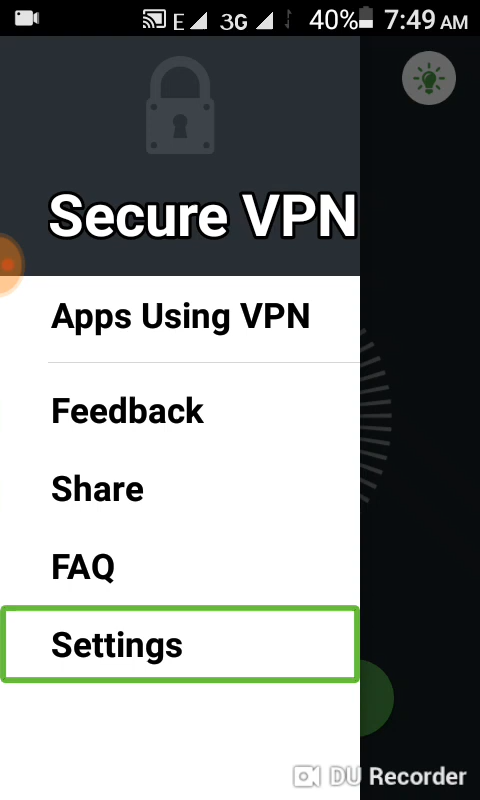 E 3G 40% 7:49 AM
Secure VPN
Apps Using VPN
Feedback
Share
FAQ
Settings
DU Recorder